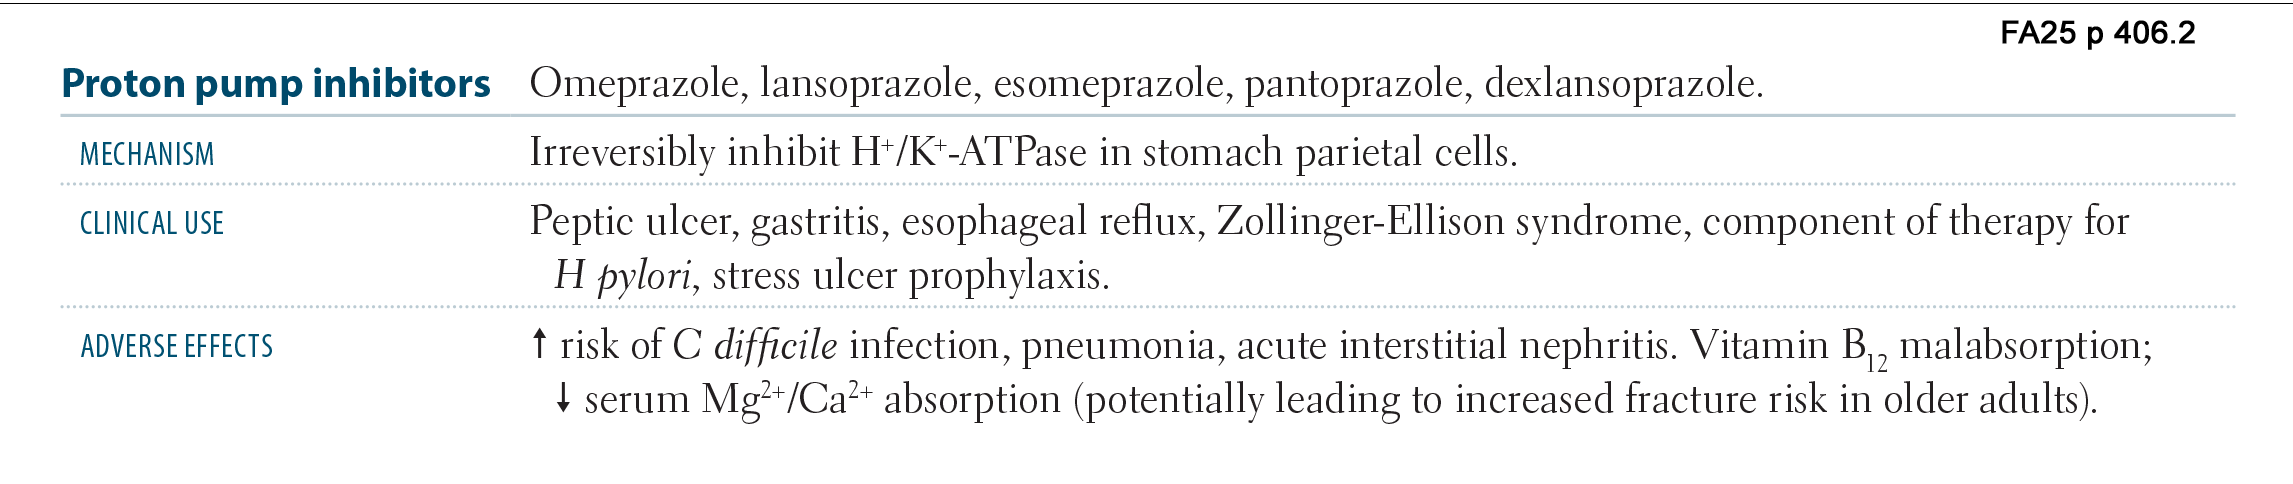 FA25 p 406.2
Proton pump inhibitors Omeprazole, lansoprazole, esomeprazole, pantoprazole, dexlansoprazole.
MECHANISM Irreversibly inhibit H⁺/K⁺-ATPase in stomach parietal cells.
CLINICAL USE Peptic ulcer, gastritis, esophageal reflux, Zollinger-Ellison syndrome, component of therapy for
H pylori, stress ulcer prophylaxis.
ADVERSE EFFECTS ↑ risk of C difficile infection, pneumonia, acute interstitial nephritis. Vitamin B₁₂ malabsorption;
↓ serum Mg²⁺/Ca²⁺ absorption (potentially leading to increased fracture risk in older adults).